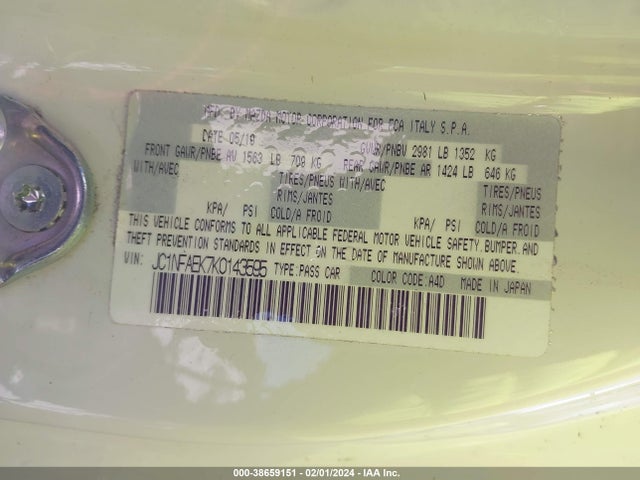 MFD BY MAZDA MOTOR CORPORATION FOR FCA ITALY S.P.A.
DATE 05/19 GVWR/PNBV 2981 LB 1352 KG
FRONT GAWR/PNBE AV 1563 LB 709 KG REAR GAWR/PNBE AR 1424 LB 646 KG
WITH/AVEC TIRES/PNEUS WITH/AVEC TIRES/PNEUS
RIMS/JANTES RIMS/JANTES
KPA/ PSI COLD/A FROID KPA/ PSI COLD/A FROID
THIS VEHICLE CONFORMS TO ALL APPLICABLE FEDERAL MOTOR VEHICLE SAFETY, BUMPER, AND
THEFT PREVENTION STANDARDS IN EFFECT ON THE DATE OF MANUFACTURE SHOWN ABOVE.
VIN: JC1NFAEK7K0143595 TYPE: PASS CAR COLOR CODE: A4D MADE IN JAPAN
000-38659151 - 02/01/2024 - IAA Inc.